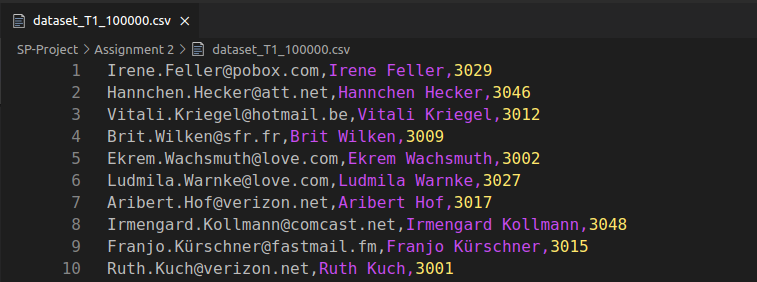 dataset_T1_100000.csv ×
SP-Project > Assignment 2 > dataset_T1_100000.csv
1 Irene.Feller@pobox.com,Irene Feller,3029
2 Hannchen.Hecker@att.net,Hannchen Hecker,3046
3 Vitali.Kriegel@hotmail.be,Vitali Kriegel,3012
4 Brit.Wilken@sfr.fr,Brit Wilken,3009
5 Ekrem.Wachsmuth@love.com,Ekrem Wachsmuth,3002
6 Ludmila.Warnke@love.com,Ludmila Warnke,3027
7 Aribert.Hof@verizon.net,Aribert Hof,3017
8 Irmengard.Kollmann@comcast.net,Irmengard Kollmann,3048
9 Franjo.Kürschner@fastmail.fm,Franjo Kürschner,3015
10 Ruth.Kuch@verizon.net,Ruth Kuch,3001